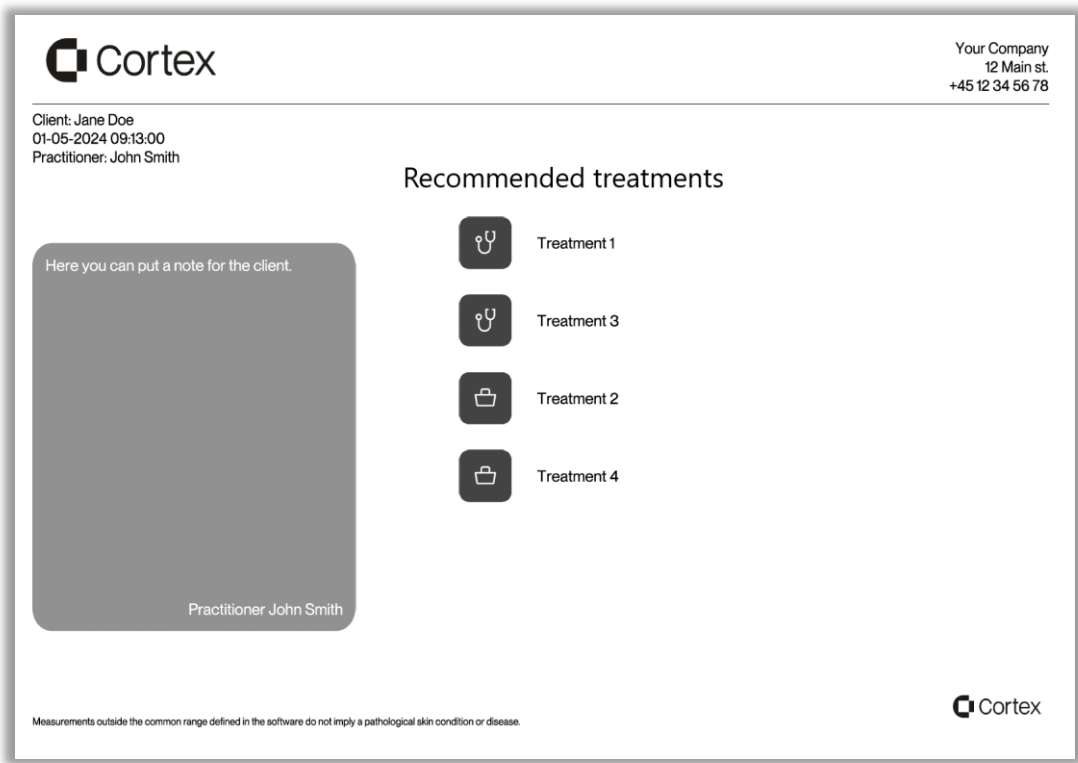 Cortex
Your Company
12 Main st.
+45 12 34 56 78
Client: Jane Doe
01-05-2024 09:13:00
Practitioner: John Smith
Recommended treatments
Here you can put a note for the client.
Practitioner John Smith
Treatment 1
Treatment 3
Treatment 2
Treatment 4
Measurements outside the common range defined in the software do not imply a pathological skin condition or disease.
Cortex